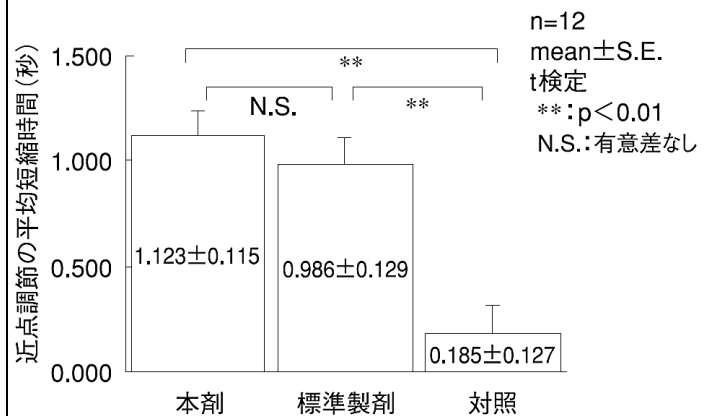 n=12
mean±S.E.
t検定
**:p<0.01
N.S.:有意差なし
近点調節の平均短縮時間(秒)
1.500
1.000
0.500
0.000
**
N.S.
**
1.123±0.115
0.986±0.129
0.185±0.127
本剤
標準製剤
対照